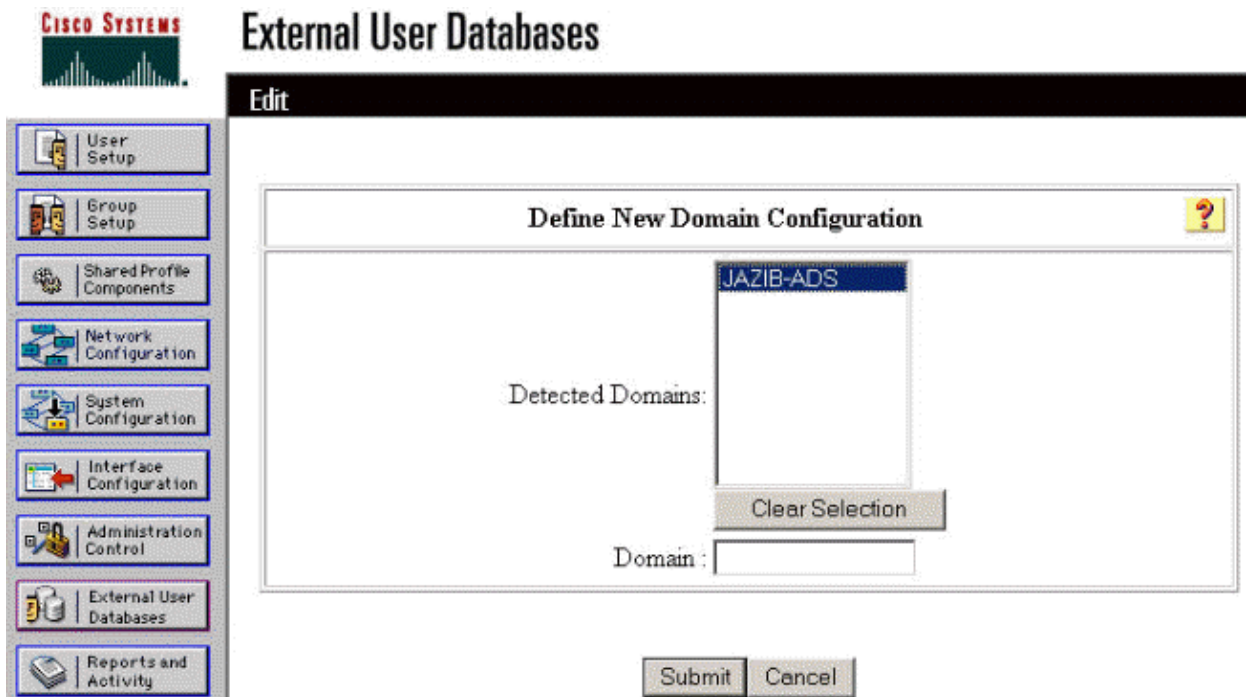 CISCO SYSTEMS
External User Databases
Edit
User
Setup
Group
Setup
Shared Profile
Components
Network
Configuration
System
Configuration
Interface
Configuration
Administration
Control
External User
Databases
Reports and
Activity
Define New Domain Configuration
?
JAZIB-ADS
Detected Domains:
Clear Selection
Domain :
Submit
Cancel